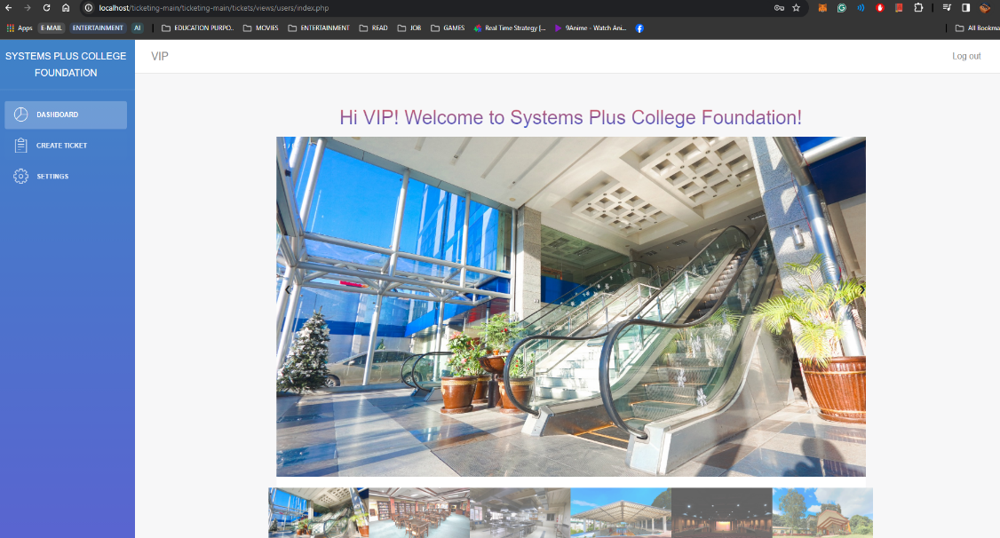 localhost/ticketing-main/ticketing-main/tickets/views/users/index.php
Apps E-MAIL ENTERTAINMENT AI EDUCATION PURPO.. MOVIES ENTERTAINMENT READ JOB GAMES Real Time Strategy [... 9Anime - Watch Ani... All Bookma
SYSTEMS PLUS COLLEGE
FOUNDATION
VIP
Log out
DASHBOARD
CREATE TICKET
SETTINGS
Hi VIP! Welcome to Systems Plus College Foundation!